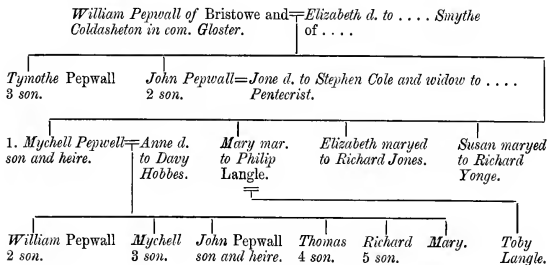 William Pepwall of Bristowe and Elizabeth d. to . . . . Smythe
Coldasheton in com. Gloster. of . . . .
Tymothe Pepwall John Pepwall=Jone d. to Stephen Cole and widow to . . . .
3 son. 2 son. Pentecrist.
1. Mychell Pepwell Anne d. Mary mar. Elizabeth maryed Susan maryed
son and heire. to Davy to Philip to Richard Jones. to Richard
Hobbes. Langle. Yonge.
William Pepwall Mychell John Pepwall Thomas Richard Mary. Toby
2 son. 3 son. son and heire. 4 son. 5 son. Langle.